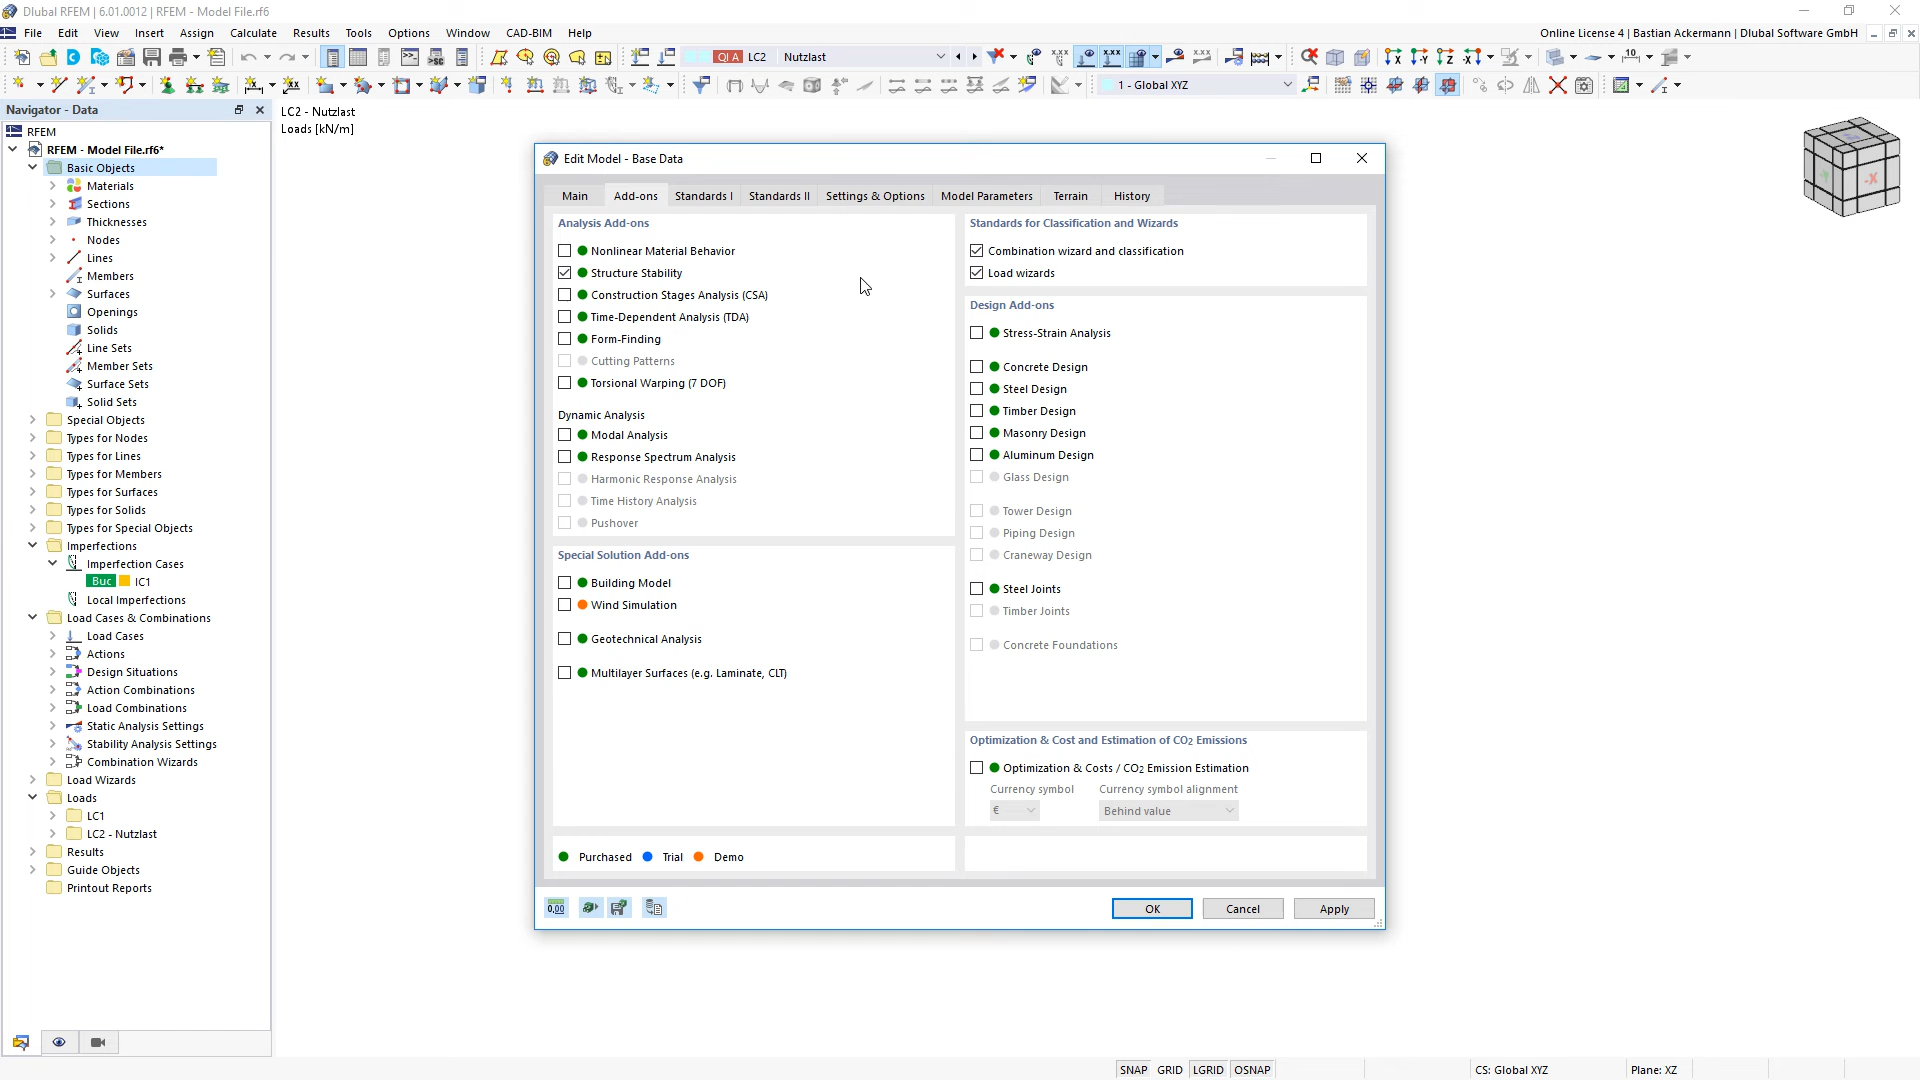 Dlubal RFEM | 6.01.0012 | RFEM - Model File.rf6
File Edit View Insert Assign Calculate Results Tools Options Window CAD-BIM Help
Online License 4 | Bastian Ackermann | Dlubal Software GmbH
QI A LC2 Nutzlast
1 - Global XYZ
Navigator - Data
RFEM
RFEM - Model File.rf6*
Basic Objects
Materials
Sections
Thicknesses
Nodes
Lines
Members
Surfaces
Openings
Solids
Line Sets
Member Sets
Surface Sets
Solid Sets
Special Objects
Types for Nodes
Types for Lines
Types for Members
Types for Surfaces
Types for Solids
Types for Special Objects
Imperfections
Imperfection Cases
Buc IC1
Local Imperfections
Load Cases & Combinations
Load Cases
Actions
Design Situations
Action Combinations
Load Combinations
Static Analysis Settings
Stability Analysis Settings
Combination Wizards
Load Wizards
Loads
LC1
LC2 - Nutzlast
Results
Guide Objects
Printout Reports
LC2 - Nutzlast
Loads [kN/m]
-X
Edit Model - Base Data
Main Add-ons Standards I Standards II Settings & Options Model Parameters Terrain History
Analysis Add-ons
Nonlinear Material Behavior
Structure Stability
Construction Stages Analysis (CSA)
Time-Dependent Analysis (TDA)
Form-Finding
Cutting Patterns
Torsional Warping (7 DOF)
Dynamic Analysis
Modal Analysis
Response Spectrum Analysis
Harmonic Response Analysis
Time History Analysis
Pushover
Special Solution Add-ons
Building Model
Wind Simulation
Geotechnical Analysis
Multilayer Surfaces (e.g. Laminate, CLT)
Purchased Trial Demo
Standards for Classification and Wizards
Combination wizard and classification
Load wizards
Design Add-ons
Stress-Strain Analysis
Concrete Design
Steel Design
Timber Design
Masonry Design
Aluminum Design
Glass Design
Tower Design
Piping Design
Craneway Design
Steel Joints
Timber Joints
Concrete Foundations
Optimization & Cost and Estimation of CO2 Emissions
Optimization & Costs / CO2 Emission Estimation
Currency symbol Currency symbol alignment
€ Behind value
0,00
OK Cancel Apply
SNAP GRID LGRID OSNAP CS: Global XYZ Plane: XZ